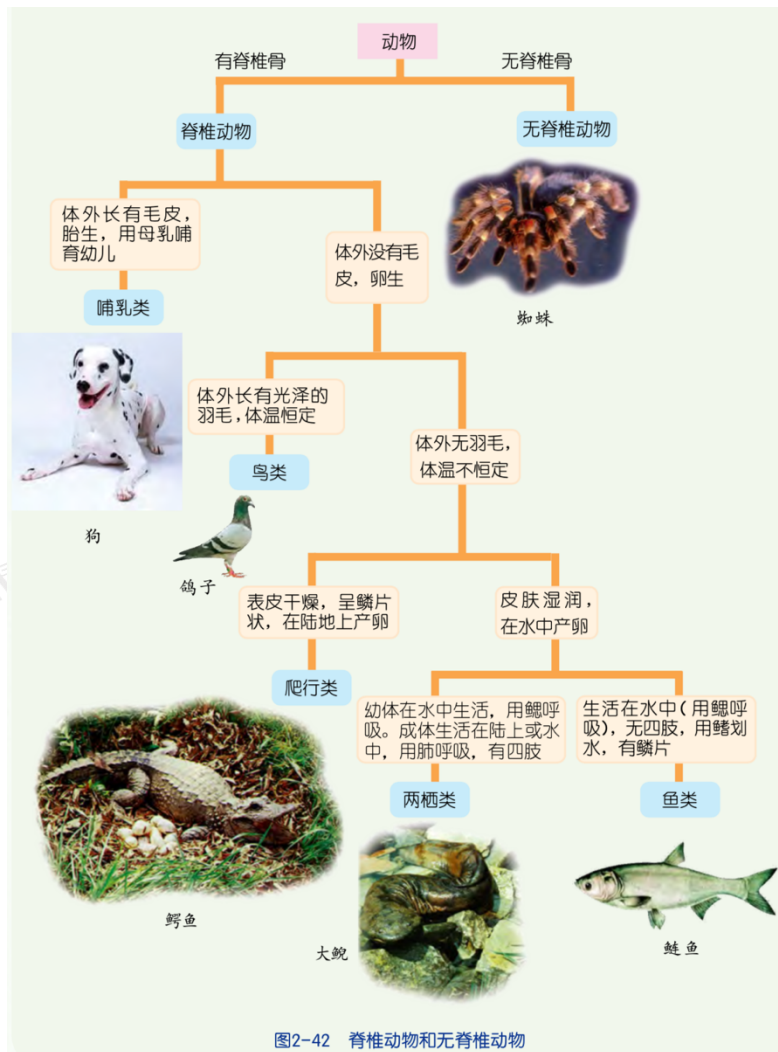 动物
有脊椎骨
无脊椎骨
脊椎动物
无脊椎动物
体外长有毛皮，
胎生，用母乳哺
育幼儿
体外没有毛
皮，卵生
哺乳类
蜘蛛
体外长有光泽的
羽毛，体温恒定
体外无羽毛，
体温不恒定
鸟类
狗
鸽子
表皮干燥，呈鳞片
状，在陆地上产卵
皮肤湿润，
在水中产卵
爬行类
幼体在水中生活，用鳃呼
吸。成体生活在陆上或水
中，用肺呼吸，有四肢
生活在水中(用鳃呼
吸)，无四肢，用鳍划
水，有鳞片
两栖类
鱼类
鳄鱼
大鲵
鲢鱼
图2-42 脊椎动物和无脊椎动物